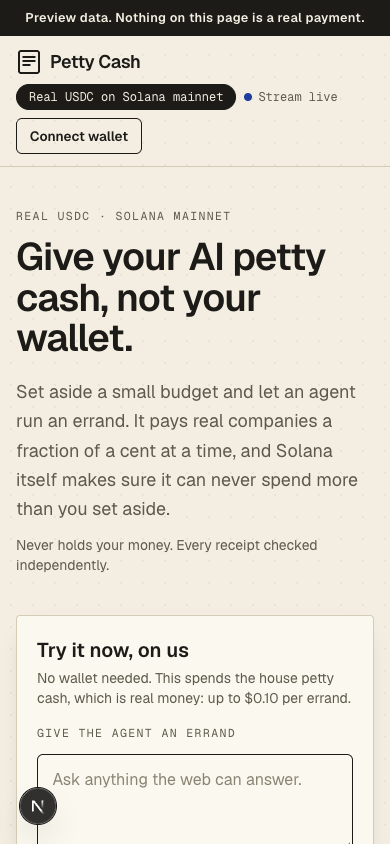 Preview data. Nothing on this page is a real payment.
Petty Cash
Real USDC on Solana mainnet
Stream live
Connect wallet
REAL USDC · SOLANA MAINNET
Give your AI petty
cash, not your
wallet.
Set aside a small budget and let an agent
run an errand. It pays real companies a
fraction of a cent at a time, and Solana
itself makes sure it can never spend more
than you set aside.
Never holds your money. Every receipt checked
independently.
Try it now, on us
No wallet needed. This spends the house petty
cash, which is real money: up to $0.10 per errand.
GIVE THE AGENT AN ERRAND
Ask anything the web can answer.
N